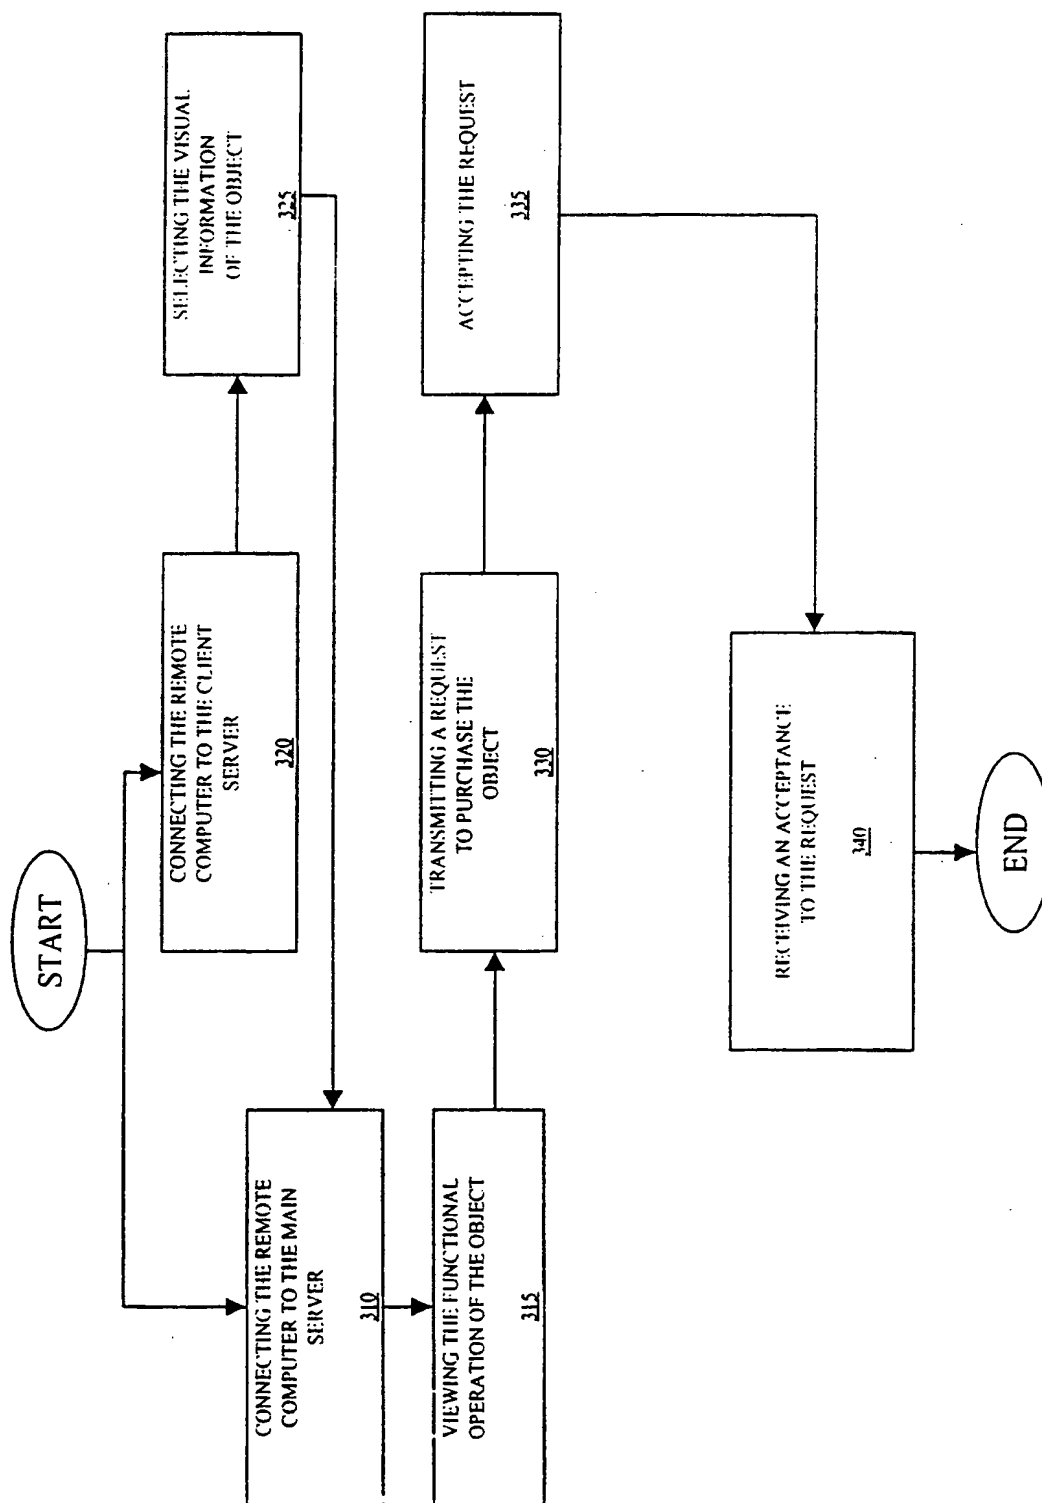 START
CONNECTING THE REMOTE
COMPUTER TO THE MAIN
SERVER
310
VIEWING THE FUNCTIONAL
OPERATION OF THE OBJECT
315
CONNECTING THE REMOTE
COMPUTER TO THE CLIENT
SERVER
320
SELECTING THE VISUAL
INFORMATION
OF THE OBJECT
325
TRANSMITTING A REQUEST
TO PURCHASE THE
OBJECT
330
ACCEPTING THE REQUEST
335
RECEIVING AN ACCEPTANCE
TO THE REQUEST
340
END